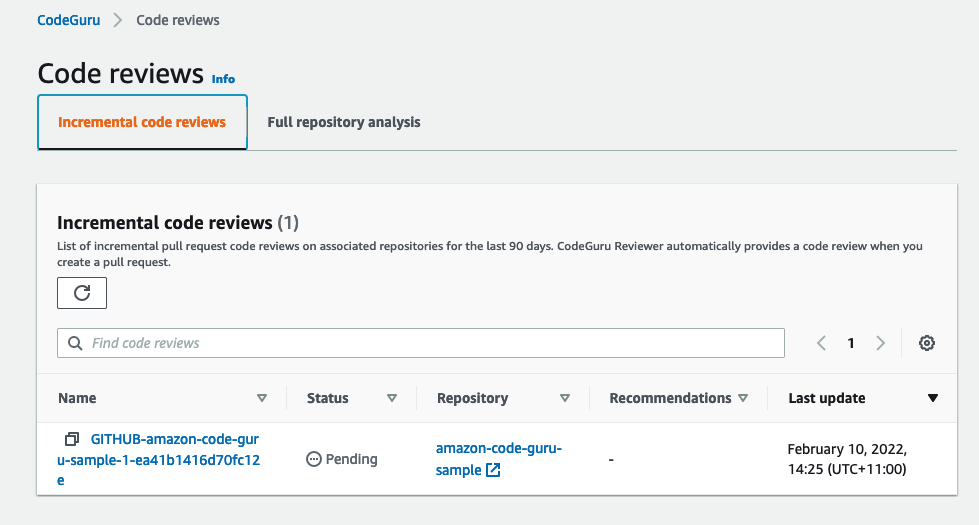 CodeGuru > Code reviews
Code reviews Info
Incremental code reviews Full repository analysis
Incremental code reviews (1)
List of incremental pull request code reviews on associated repositories for the last 90 days. CodeGuru Reviewer automatically provides a code review when you
create a pull request.
Find code reviews 1
Name Status Repository Recommendations Last update
GITHUB-amazon-code-gur
u-sample-1-ea41b1416d70fc12
e
Pending
amazon-code-guru-
sample
-
February 10, 2022,
14:25 (UTC+11:00)